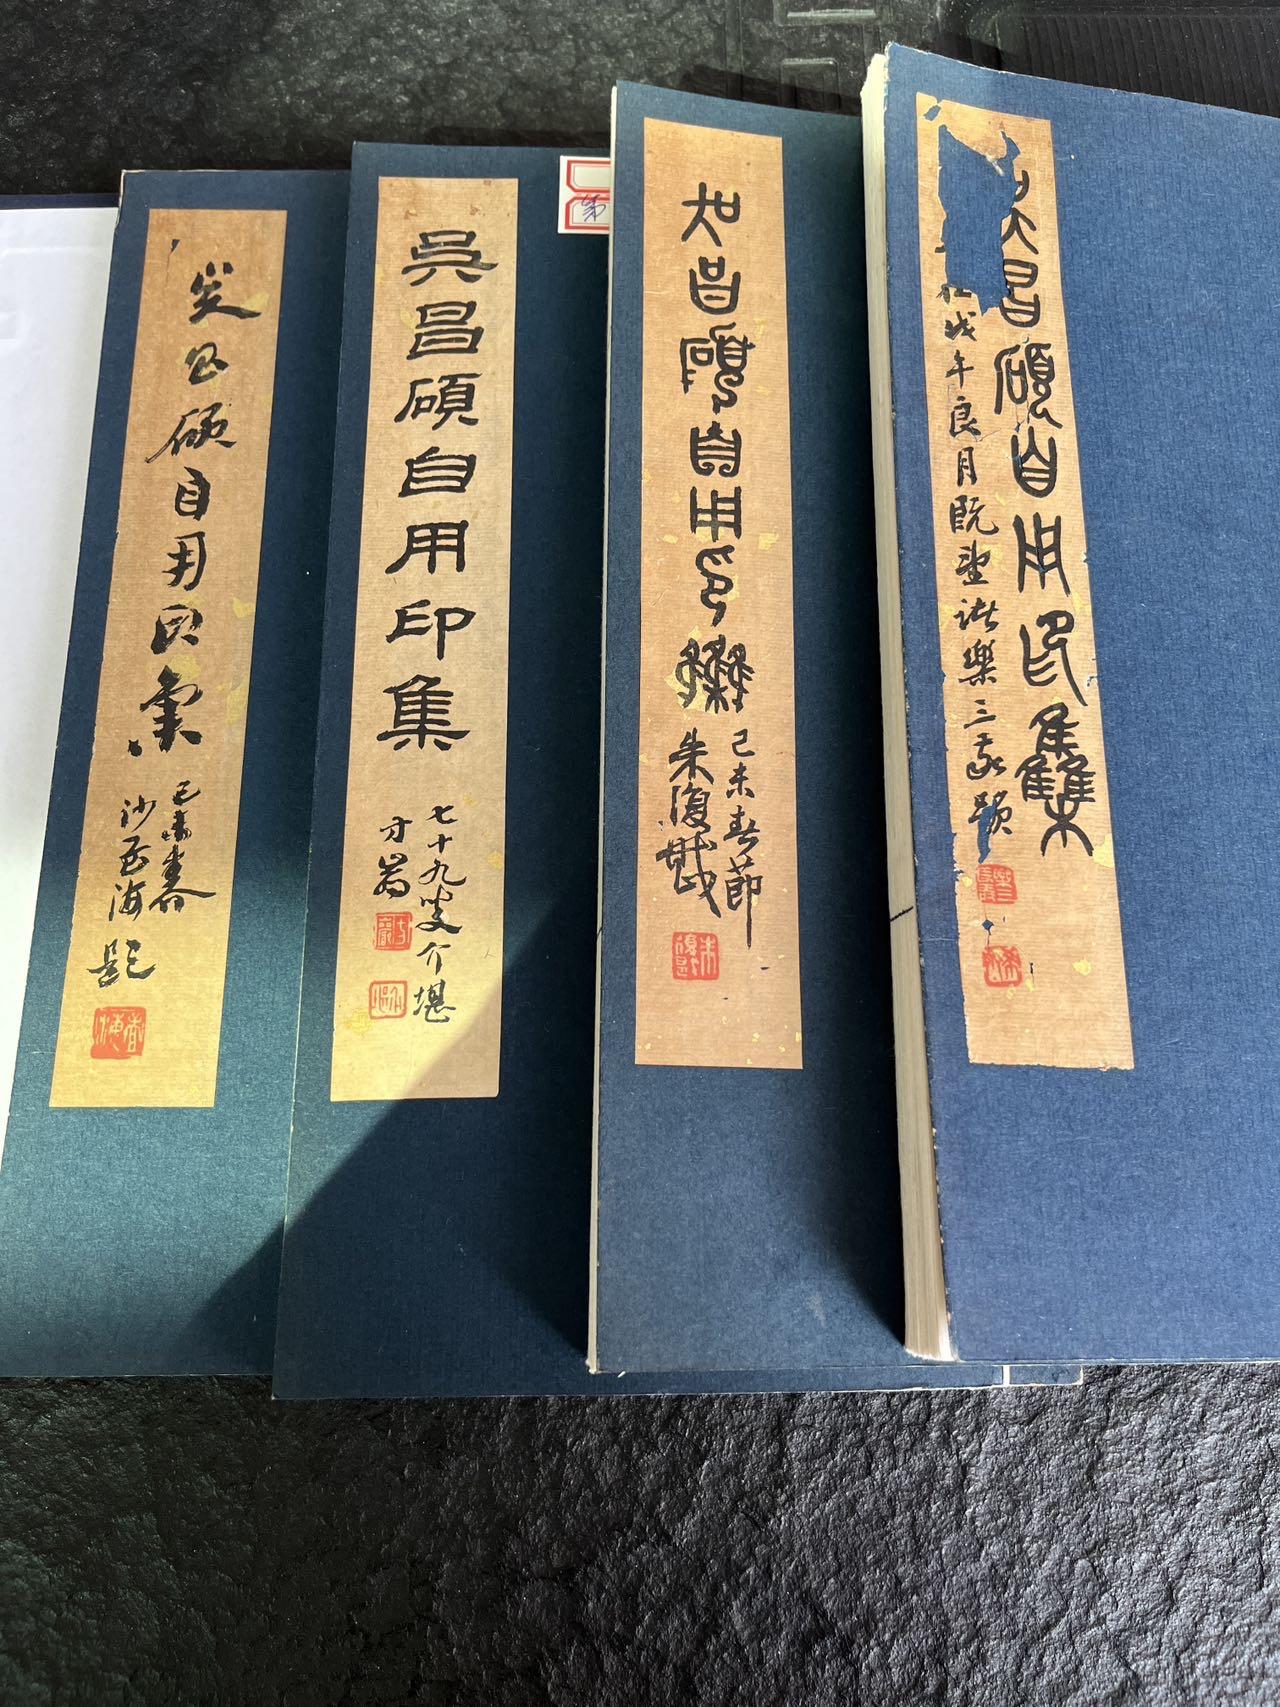 吳昌碩自用印集
己未春
沙孟海題
吳昌碩自用印集
七十九叟介堪
方岩
第
吳昌碩自用印集
己未春節
朱復戡
吳昌碩自用印集
戊午良月既望諸樂三敬題